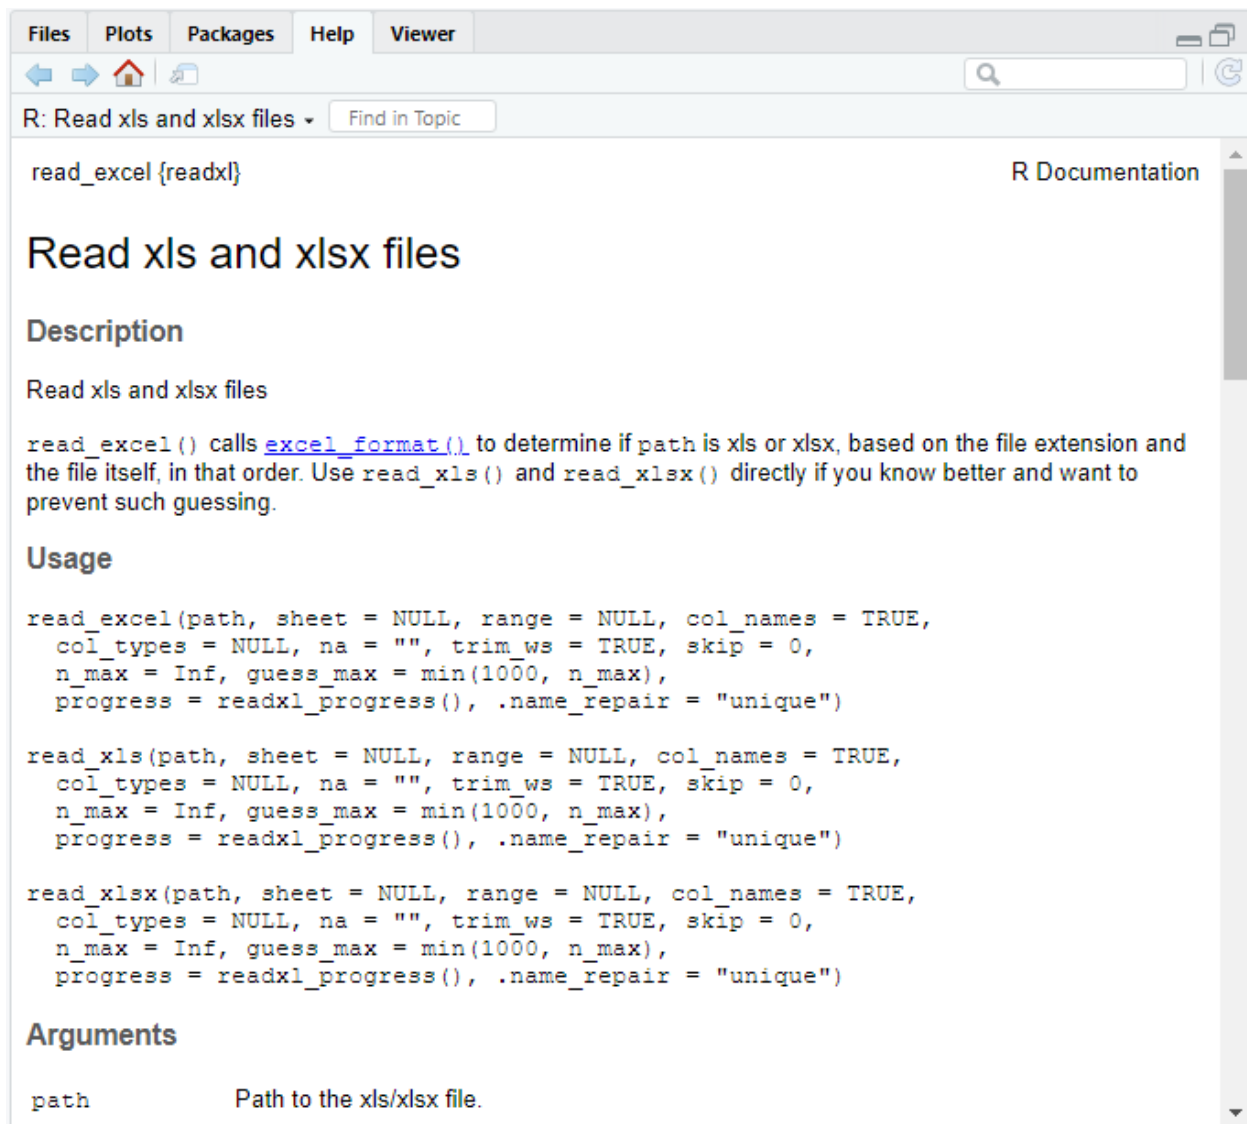 Files Plots Packages Help Viewer
R: Read xls and xlsx files Find in Topic
read_excel {readxl} R Documentation
Read xls and xlsx files
Description
Read xls and xlsx files
read_excel() calls excel_format() to determine if path is xls or xlsx, based on the file extension and
the file itself, in that order. Use read_xls() and read_xlsx() directly if you know better and want to
prevent such guessing.
Usage
read_excel(path, sheet = NULL, range = NULL, col_names = TRUE,
  col_types = NULL, na = "", trim_ws = TRUE, skip = 0,
  n_max = Inf, guess_max = min(1000, n_max),
  progress = readxl_progress(), .name_repair = "unique")
read_xls(path, sheet = NULL, range = NULL, col_names = TRUE,
  col_types = NULL, na = "", trim_ws = TRUE, skip = 0,
  n_max = Inf, guess_max = min(1000, n_max),
  progress = readxl_progress(), .name_repair = "unique")
read_xlsx(path, sheet = NULL, range = NULL, col_names = TRUE,
  col_types = NULL, na = "", trim_ws = TRUE, skip = 0,
  n_max = Inf, guess_max = min(1000, n_max),
  progress = readxl_progress(), .name_repair = "unique")
Arguments
path Path to the xls/xlsx file.